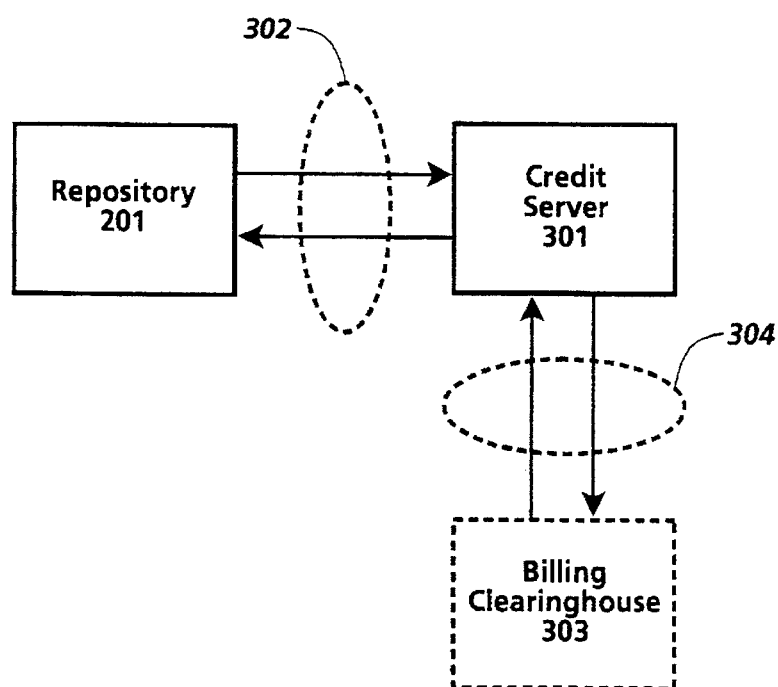 302
Repository
201
Credit
Server
301
304
Billing
Clearinghouse
303